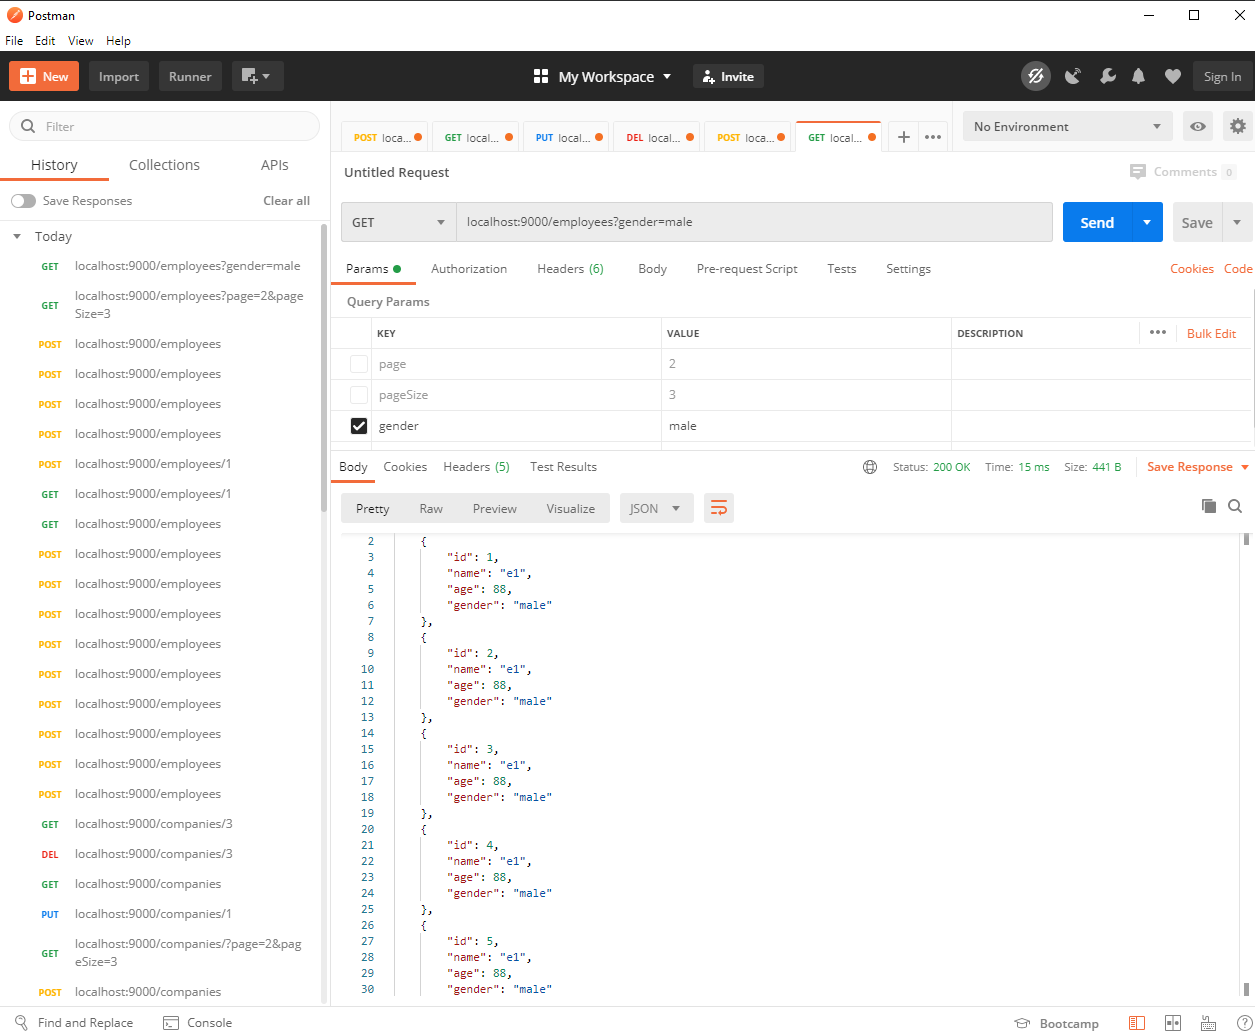 Postman
File Edit View Help
New Import Runner My Workspace Invite Sign In
Filter
History Collections APIs
Save Responses Clear all
Today
GET localhost:9000/employees?gender=male
GET localhost:9000/employees?page=2&page
Size=3
POST localhost:9000/employees
POST localhost:9000/employees
POST localhost:9000/employees
POST localhost:9000/employees
POST localhost:9000/employees/1
GET localhost:9000/employees/1
GET localhost:9000/employees
POST localhost:9000/employees
POST localhost:9000/employees
POST localhost:9000/employees
POST localhost:9000/employees
POST localhost:9000/employees
POST localhost:9000/employees
POST localhost:9000/employees
POST localhost:9000/employees
POST localhost:9000/employees
GET localhost:9000/companies/3
DEL localhost:9000/companies/3
GET localhost:9000/companies
PUT localhost:9000/companies/1
GET localhost:9000/companies/?page=2&pag
eSize=3
POST localhost:9000/companies
POST loca... GET local... PUT local... DEL local... POST loca... GET local... + ••• No Environment
Untitled Request Comments 0
GET localhost:9000/employees?gender=male Send Save
Params Authorization Headers (6) Body Pre-request Script Tests Settings Cookies Code
Query Params
KEY VALUE DESCRIPTION ••• Bulk Edit
page 2
pageSize 3
gender male
Body Cookies Headers (5) Test Results Status: 200 OK Time: 15 ms Size: 441 B Save Response
Pretty Raw Preview Visualize JSON
2 {
3 "id": 1,
4 "name": "e1",
5 "age": 88,
6 "gender": "male"
7 },
8 {
9 "id": 2,
10 "name": "e1",
11 "age": 88,
12 "gender": "male"
13 },
14 {
15 "id": 3,
16 "name": "e1",
17 "age": 88,
18 "gender": "male"
19 },
20 {
21 "id": 4,
22 "name": "e1",
23 "age": 88,
24 "gender": "male"
25 },
26 {
27 "id": 5,
28 "name": "e1",
29 "age": 88,
30 "gender": "male"
Find and Replace Console Bootcamp